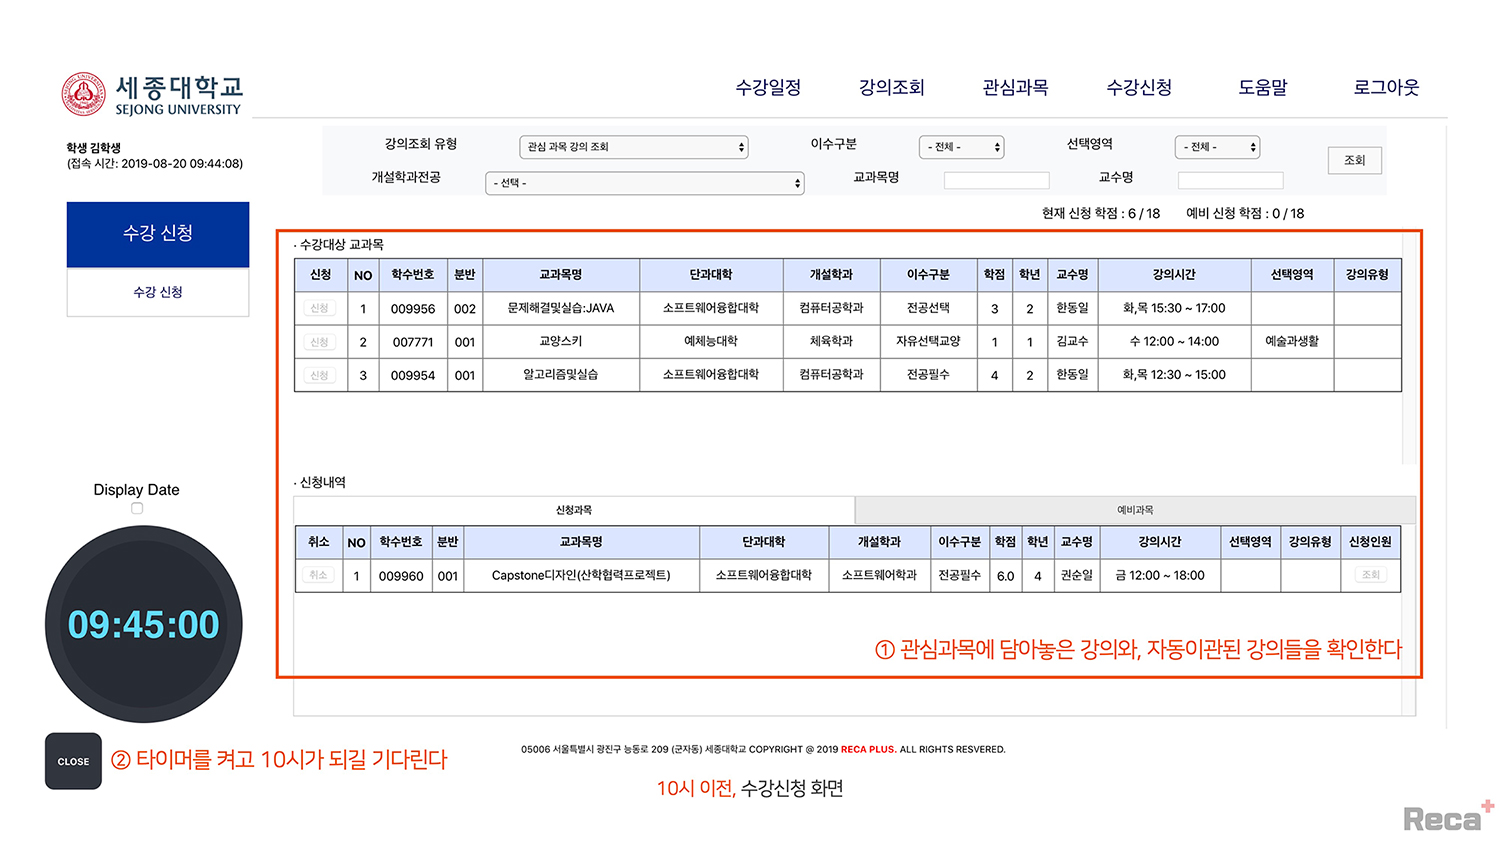 세종대학교
SEJONG UNIVERSITY
수강일정 강의조회 관심과목 수강신청 도움말 로그아웃
학생 김학생
(접속 시간: 2019-08-20 09:44:08)
수강 신청
수강 신청
강의조회 유형 관심 과목 강의 조회 이수구분 - 전체 - 선택영역 - 전체 - 조회
개설학과전공 - 선택 - 교과목명 교수명
현재 신청 학점 : 6 / 18 예비 신청 학점 : 0 / 18
· 수강대상 교과목
신청 NO 학수번호 분반 교과목명 단과대학 개설학과 이수구분 학점 학년 교수명 강의시간 선택영역 강의유형
신청 1 009956 002 문제해결및실습:JAVA 소프트웨어융합대학 컴퓨터공학과 전공선택 3 2 한동일 화,목 15:30 ~ 17:00
신청 2 007771 001 교양스키 예체능대학 체육학과 자유선택교양 1 1 김교수 수 12:00 ~ 14:00 예술과생활
신청 3 009954 001 알고리즘및실습 소프트웨어융합대학 컴퓨터공학과 전공필수 4 2 한동일 화,목 12:30 ~ 15:00
· 신청내역
신청과목 예비과목
취소 NO 학수번호 분반 교과목명 단과대학 개설학과 이수구분 학점 학년 교수명 강의시간 선택영역 강의유형 신청인원
취소 1 009960 001 Capstone디자인(산학협력프로젝트) 소프트웨어융합대학 소프트웨어학과 전공필수 6.0 4 권순일 금 12:00 ~ 18:00 조회
① 관심과목에 담아놓은 강의와, 자동이관된 강의들을 확인한다
Display Date
09:45:00
CLOSE
② 타이머를 켜고 10시가 되길 기다린다
05006 서울특별시 광진구 능동로 209 (군자동) 세종대학교 COPYRIGHT @ 2019 RECA PLUS. ALL RIGHTS RESVERED.
10시 이전, 수강신청 화면
Reca+